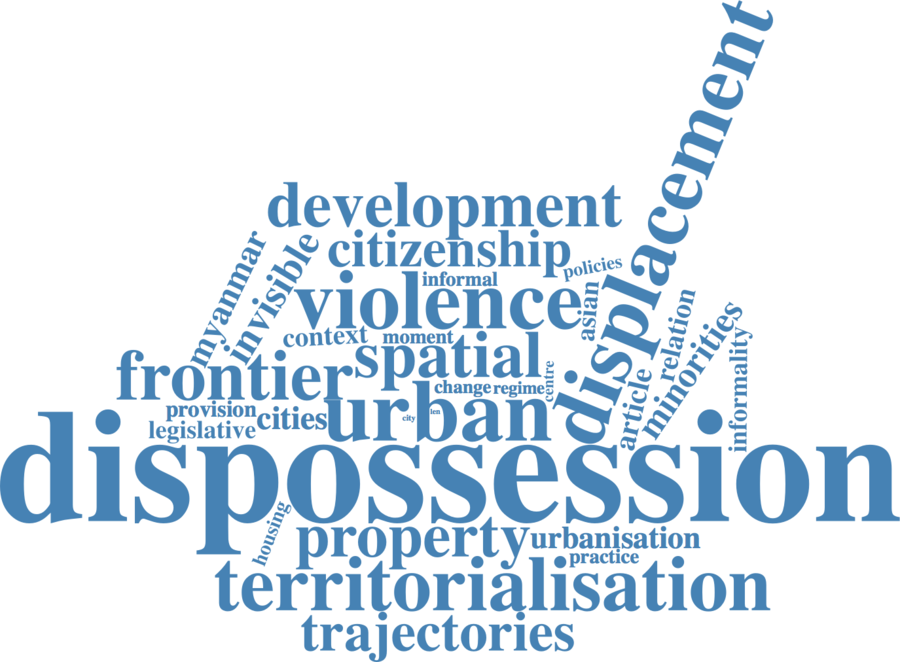 displacement
development
citizenship
myanmar
invisible
informal
policies
violence
asian
context
moment
relation
minorities
spatial
frontier
centre
change
regime
article
informality
provision
cities
urban
city
len
legislative
dispossession
housing
property
urbanisation
practice
territorialisation
trajectories